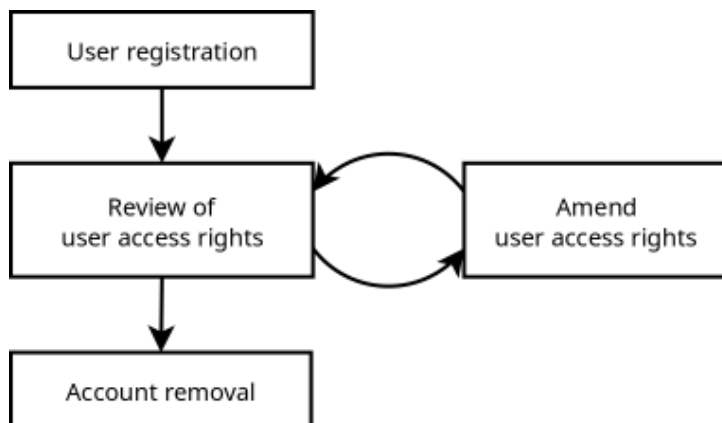 User registration
Review of
user access rights
Amend
user access rights
Account removal